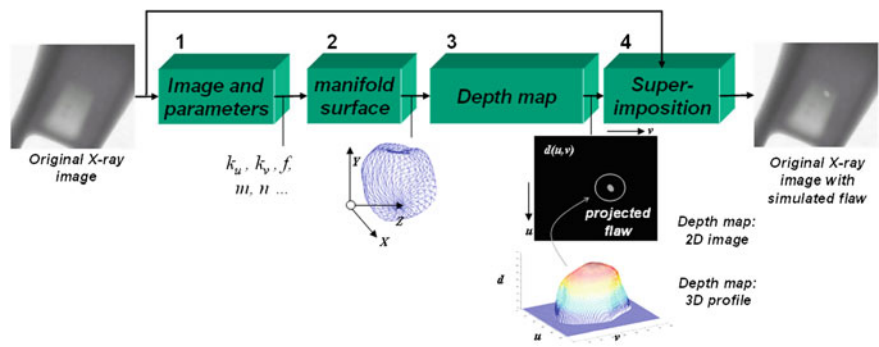 1
2
3
4
Image and
parameters
manifold
surface
Depth map
Super-
imposition
Original X-ray
image
k_u , k_v , f,
m, n ...
Y
Z
X
v
d(u,v)
u
projected
flaw
Original X-ray
image with
simulated flaw
Depth map:
2D image
d
u
v
Depth map:
3D profile